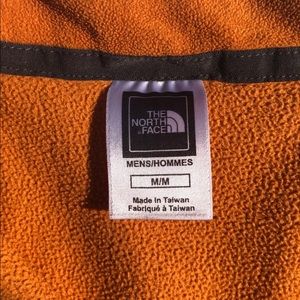 THE
NORTH
FACE
MENS/HOMMES
M/M
Made in Taiwan
Fabriqué à Taiwan